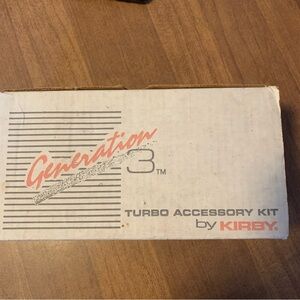 Generation
3™
TURBO ACCESSORY KIT
by KIRBY®